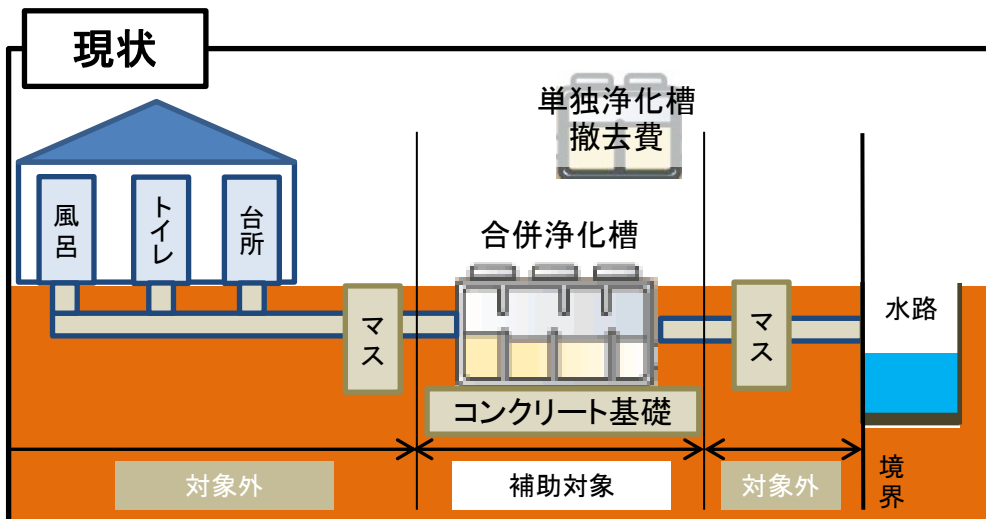 現状
単独浄化槽
撤去費
風呂
トイレ
台所
合併浄化槽
マス
マス
水路
コンクリート基礎
対象外
補助対象
対象外
境界